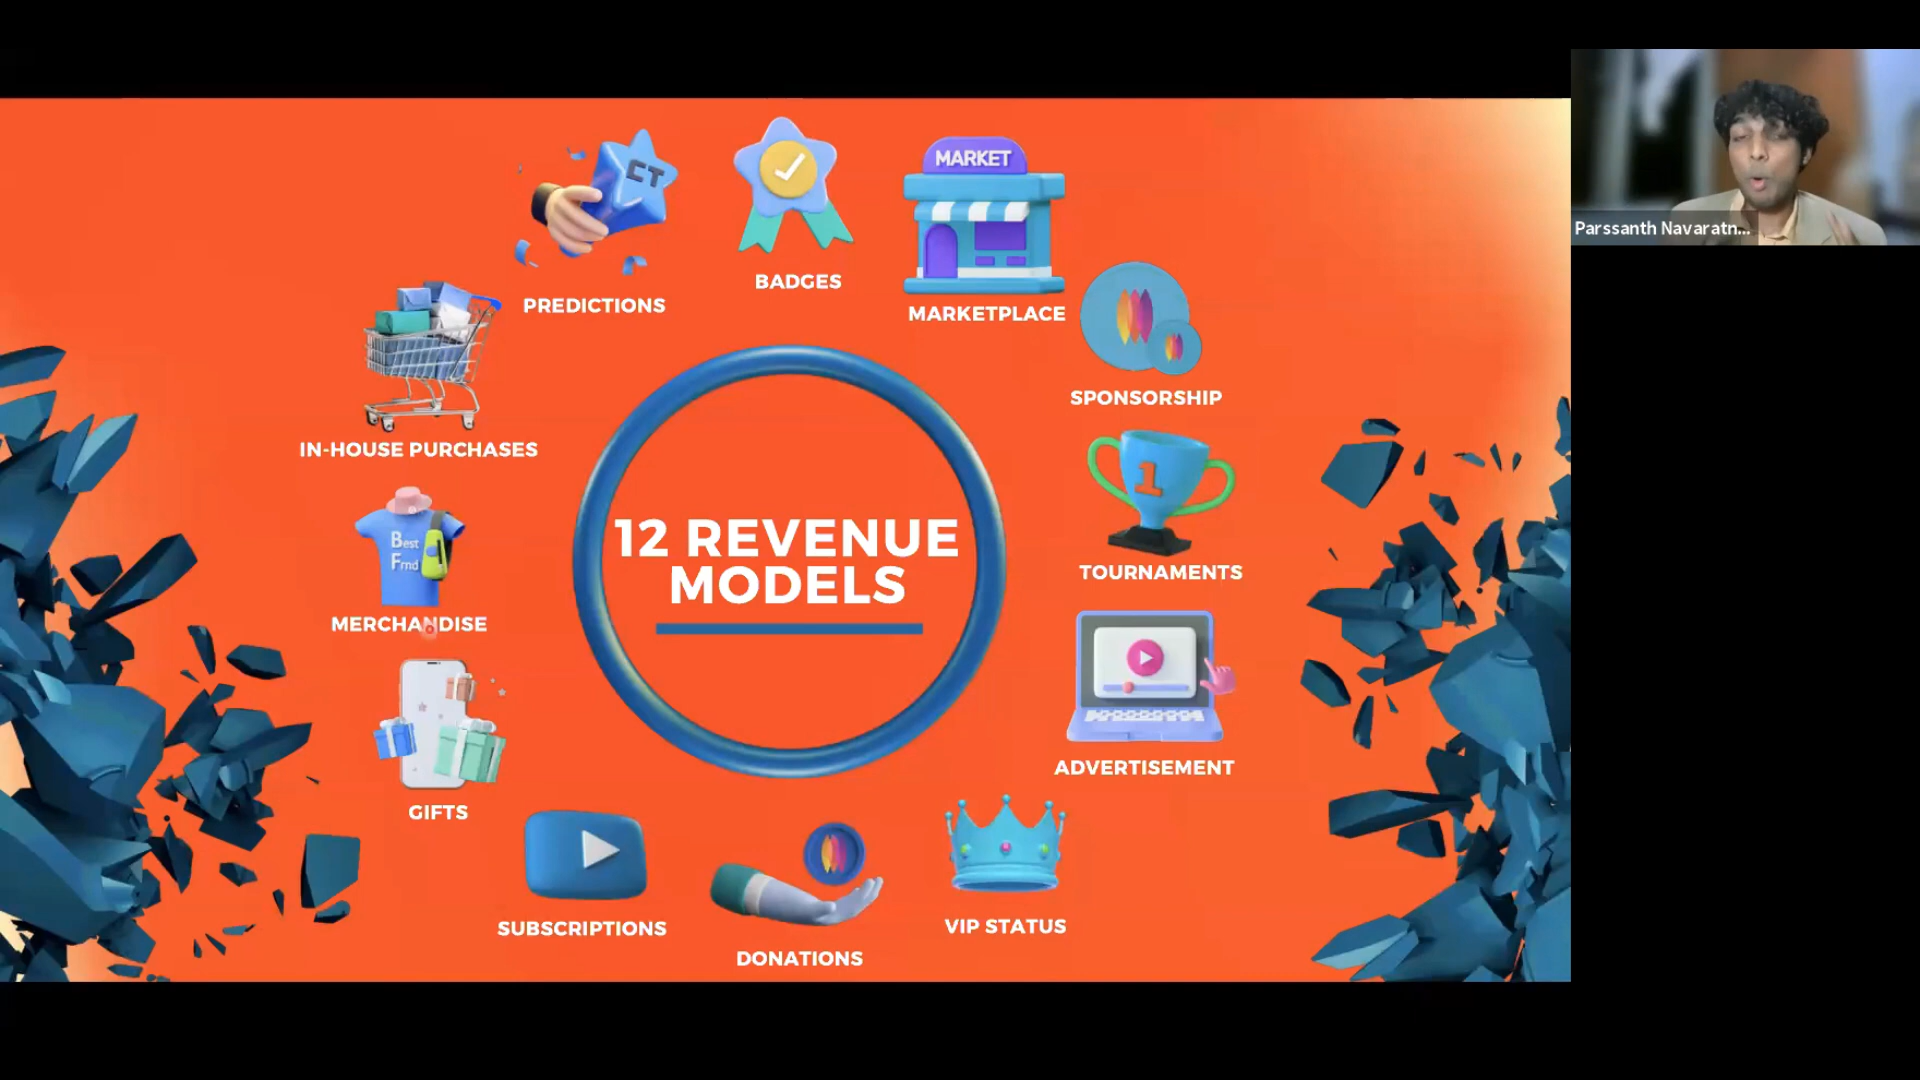 CT
MARKET
PREDICTIONS
BADGES
MARKETPLACE
Parssanth Navaratn...
IN-HOUSE PURCHASES
SPONSORSHIP
1
Best
Frnd
MERCHANDISE
12 REVENUE
MODELS
TOURNAMENTS
GIFTS
ADVERTISEMENT
SUBSCRIPTIONS
DONATIONS
VIP STATUS